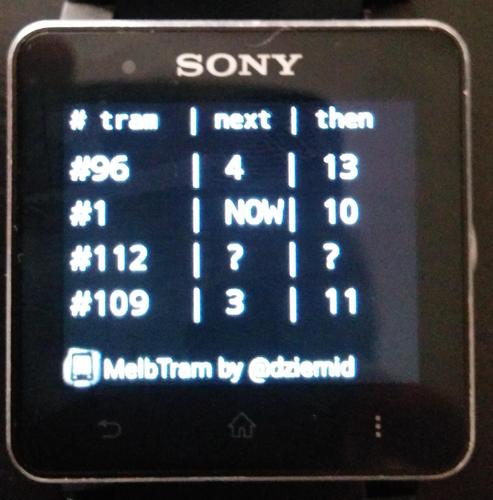 SONY
# tram | next | then
#96 | 4 | 13
#1 | NOW| 10
#112 | ? | ?
#109 | 3 | 11
MelbTram by @dziemid